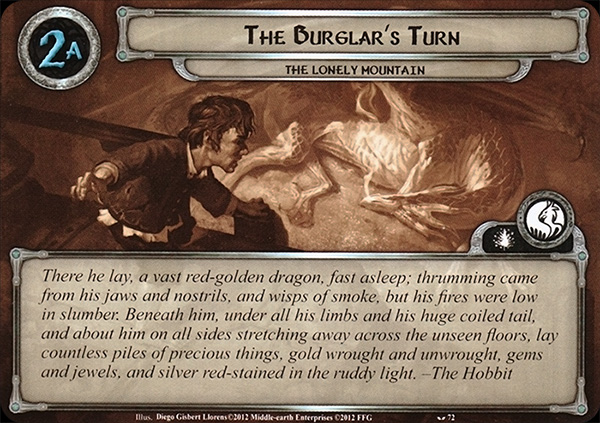 2A
The Burglar's Turn
The Lonely Mountain
There he lay, a vast red-golden dragon, fast asleep; thrumming came
from his jaws and nostrils, and wisps of smoke, but his fires were low
in slumber. Beneath him, under all his limbs and his huge coiled tail,
and about him on all sides stretching away across the unseen floors, lay
countless piles of precious things, gold wrought and unwrought, gems
and jewels, and silver red-stained in the ruddy light. –The Hobbit
Illus. Diego Gisbert Llorens ©2012 Middle-earth Enterprises ©2012 FFG 72